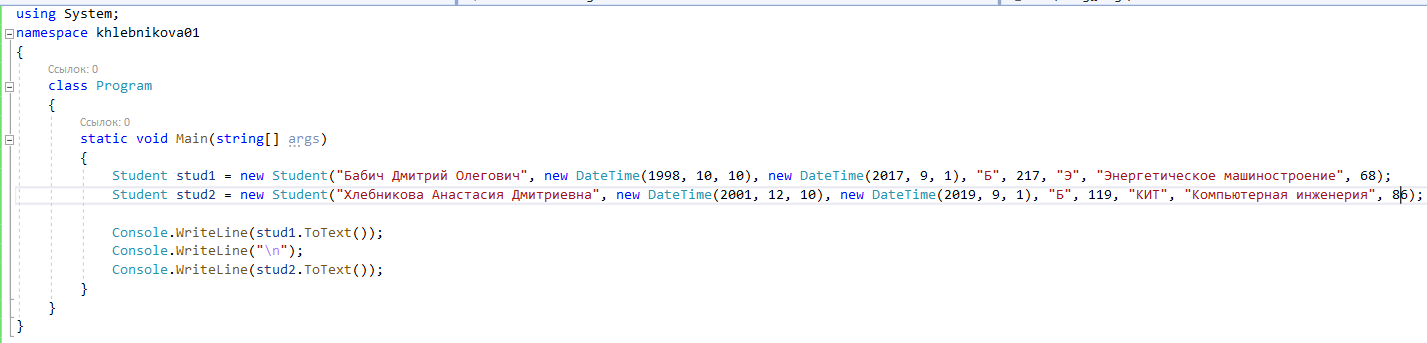 using System;
namespace khlebnikova01
{
Ссылок: 0
class Program
{
Ссылок: 0
static void Main(string[] args)
{
Student stud1 = new Student("Бабич Дмитрий Олегович", new DateTime(1998, 10, 10), new DateTime(2017, 9, 1), "Б", 217, "Э", "Энергетическое машиностроение", 68);
Student stud2 = new Student("Хлебникова Анастасия Дмитриевна", new DateTime(2001, 12, 10), new DateTime(2019, 9, 1), "Б", 119, "КИТ", "Компьютерная инженерия", 86);
Console.WriteLine(stud1.ToText());
Console.WriteLine("\n");
Console.WriteLine(stud2.ToText());
}
}
}